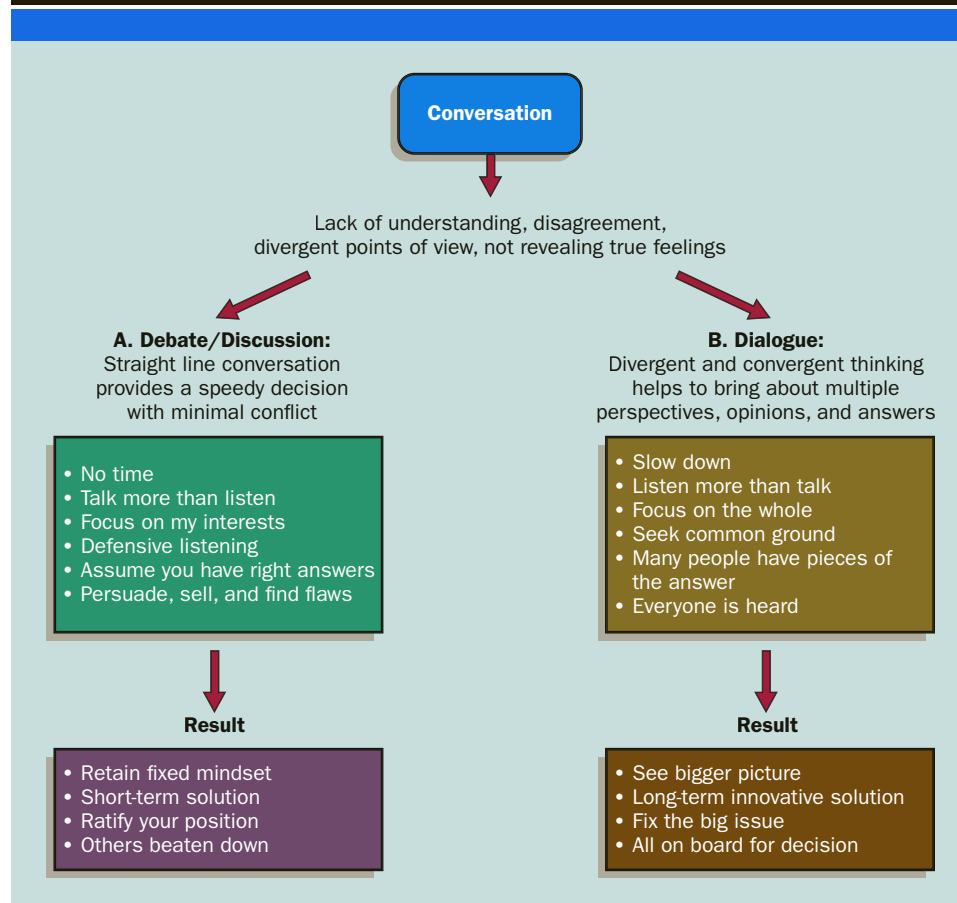 Conversation
Lack of understanding, disagreement,
divergent points of view, not revealing true feelings
A. Debate/Discussion:
Straight line conversation
provides a speedy decision
with minimal conflict
• No time
• Talk more than listen
• Focus on my interests
• Defensive listening
• Assume you have right answers
• Persuade, sell, and find flaws
Result
• Retain fixed mindset
• Short-term solution
• Ratify your position
• Others beaten down
B. Dialogue:
Divergent and convergent thinking
helps to bring about multiple
perspectives, opinions, and answers
• Slow down
• Listen more than talk
• Focus on the whole
• Seek common ground
• Many people have pieces of
the answer
• Everyone is heard
Result
• See bigger picture
• Long-term innovative solution
• Fix the big issue
• All on board for decision